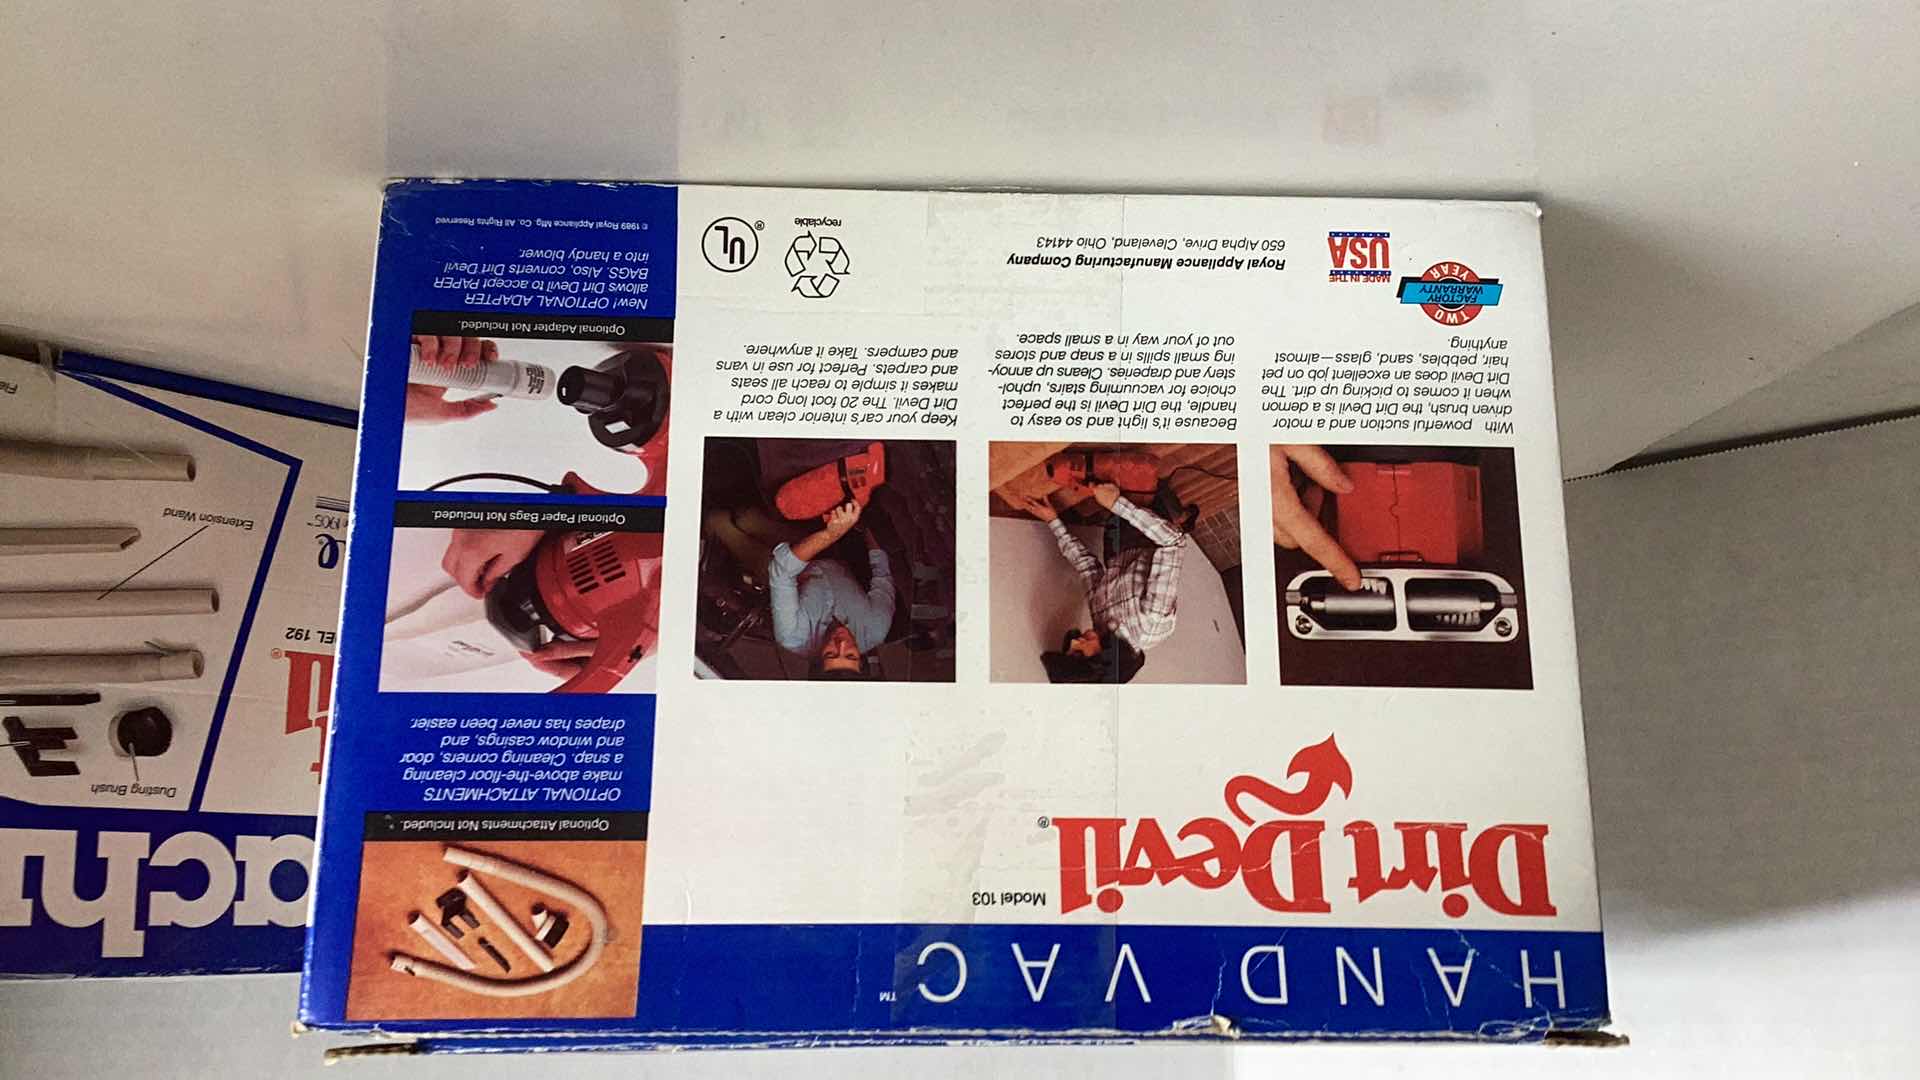 HAND VAC™
Dirt Devil®
Model 103
With powerful suction and a motor
driven brush, the Dirt Devil is a demon
when it comes to picking up dirt. The
Dirt Devil does an excellent job on pet
hair, pebbles, sand, glass—almost
anything.
Because it's light and so easy to
handle, the Dirt Devil is the perfect
choice for vacuuming stairs, uphol-
stery and draperies. Cleans up annoy-
ing small spills in a snap and stores
out of your way in a small space.
Keep your car's interior clean with a
Dirt Devil. The 20 foot long cord
makes it simple to reach all seats
and carpets. Perfect for use in vans
and campers. Take it anywhere.
TWO
FACTORY
WARRANTY
YEAR
MADE IN THE
USA
Royal Appliance Manufacturing Company
650 Alpha Drive, Cleveland, Ohio 44143
recyclable
UL®
Optional Attachments Not Included.
OPTIONAL ATTACHMENTS
make above-the-floor cleaning
a snap. Cleaning corners, door
and window casings, and
drapes has never been easier.
Optional Paper Bags Not Included.
Optional Adapter Not Included.
New! OPTIONAL ADAPTER
allows Dirt Devil to accept PAPER
BAGS. Also, converts Dirt Devil
into a handy blower.
© 1989 Royal Appliance Mfg. Co. All Rights Reserved
Dusting Brush
Extension Wand
EL 192